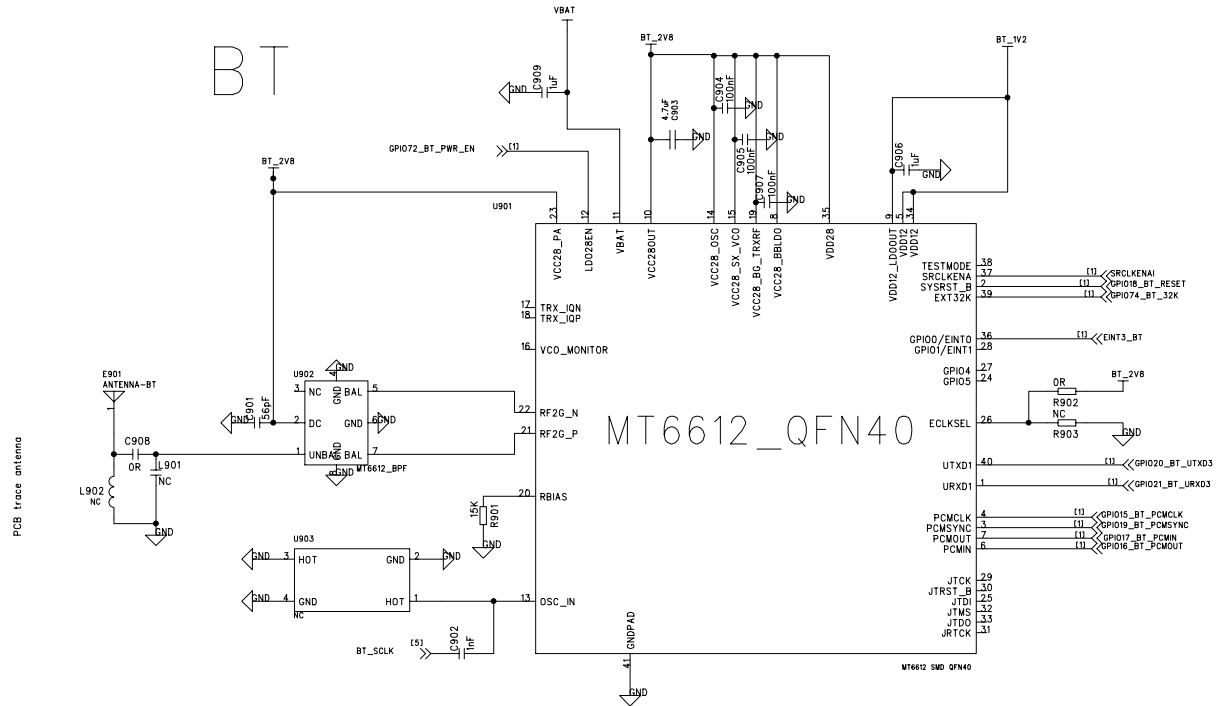 BT
VBAT
GND
C909
1uF
GPIO72_BT_PWR_EN
[1]
BT_2V8
BT_2V8
4.7uF
C903
GND
C904
100nF
GND
C905
100nF
GND
C907
100nF
GND
BT_1V2
C906
1uF
GND
U901
23
12
11
10
14
15
19
8
35
9
5
34
VCC28_PA
LDO28EN
VBAT
VCC28OUT
VCC28_OSC
VCC28_SX_VCO
VCC28_BG_TRXRF
VCC28_BBLDO
VDD28
VDD12_LDOOUT
VDD12
VDD12
TESTMODE 38
SRCLKENA 37 [1] SRCLKENAI
SYSRST_B 2 [1] GPIO18_BT_RESET
EXT32K 39 [1] GPIO74_BT_32K
17 TRX_IQN
18 TRX_IQP
16 VCO_MONITOR
GPIO0/EINT0 36 [1] EINT3_BT
GPIO1/EINT1 28
GPIO4 27
GPIO5 24
E901
ANTENNA-BT
1
U902
GND
4
GND
3 NC BAL 5
GND
C901
56pF
2 DC GND 6 GND
1 UNBAL BAL 7
GND
8
GND
MT6612_BPF
22 RF2G_N
21 RF2G_P
MT6612_QFN40
BT_2V8
0R
R902
ECLKSEL 26
NC
R903
GND
C908
0R
L901
NC
L902
NC
GND
PCB trace antenna
UTXD1 40 [1] GPIO20_BT_UTXD3
URXD1 1 [1] GPIO21_BT_URXD3
20 RBIAS
15K
R901
GND
PCMCLK 4 [1] GPIO15_BT_PCMCLK
PCMSYNC 3 [1] GPIO19_BT_PCMSYNC
PCMOUT 7 [1] GPIO17_BT_PCMIN
PCMIN 6 [1] GPIO16_BT_PCMOUT
U903
GND 3 HOT GND 2 GND
GND 4 GND HOT 1
NC
13 OSC_IN
JTCK 29
JTRST_B 30
JTDI 25
JTMS 32
JTDO 33
JRTCK 31
BT_SCLK
[5]
C902
1nF
GNDPAD
41
GND
MT6612 SMD QFN40